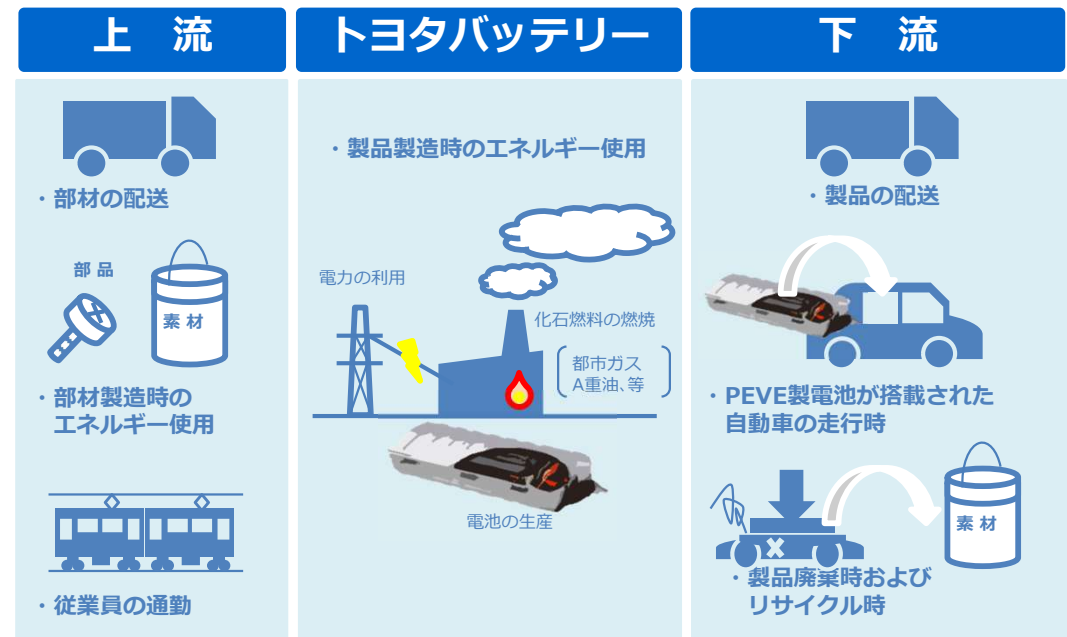 上　流
・部材の配送
部 品
素 材
・部材製造時の
エネルギー使用
・従業員の通勤
トヨタバッテリー
・製品製造時のエネルギー使用
電力の利用
化石燃料の燃焼
都市ガス
A重油、等
電池の生産
下　流
・製品の配送
・PEVE製電池が搭載された
自動車の走行時
素 材
・製品廃棄時および
リサイクル時